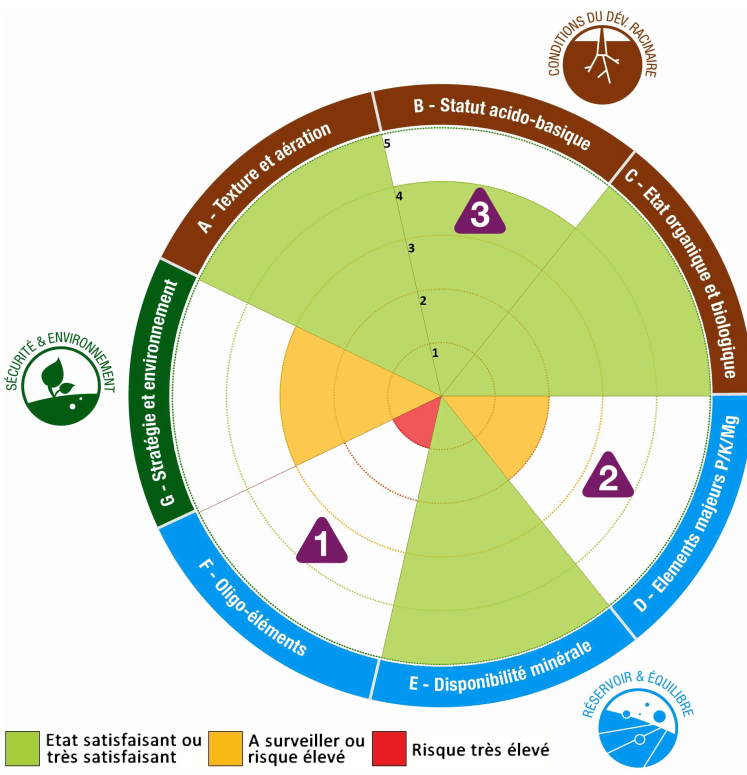 CONDITIONS DU DÉV. RACINAIRE
B - Statut acido-basique
A - Texture et aération
C - Etat organique et biologique
5
4
3
3
2
1
SÉCURITÉ & ENVIRONNEMENT
G - Stratégie et environnement
D - Elements majeurs P/K/Mg
2
1
F - Oligo-éléments
E - Disponibilité minérale
RÉSERVOIR & ÉQUILIBRE
Etat satisfaisant ou
très satisfaisant
A surveiller ou
risque élevé
Risque très élevé